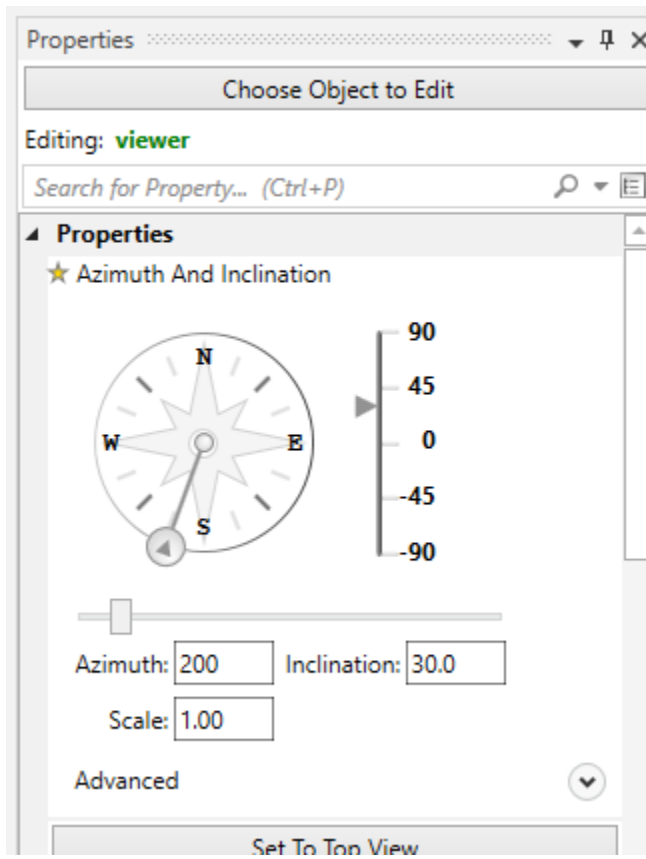 Properties
Choose Object to Edit
Editing: viewer
Search for Property... (Ctrl+P)
Properties
Azimuth And Inclination
N
W
E
S
90
45
0
-45
-90
Azimuth: 200 Inclination: 30.0
Scale: 1.00
Advanced
Set To Top View